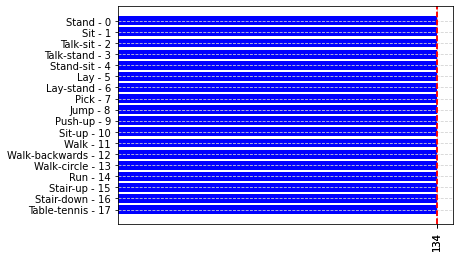 Stand - 0
Sit - 1
Talk-sit - 2
Talk-stand - 3
Stand-sit - 4
Lay - 5
Lay-stand - 6
Pick - 7
Jump - 8
Push-up - 9
Sit-up - 10
Walk - 11
Walk-backwards - 12
Walk-circle - 13
Run - 14
Stair-up - 15
Stair-down - 16
Table-tennis - 17
134